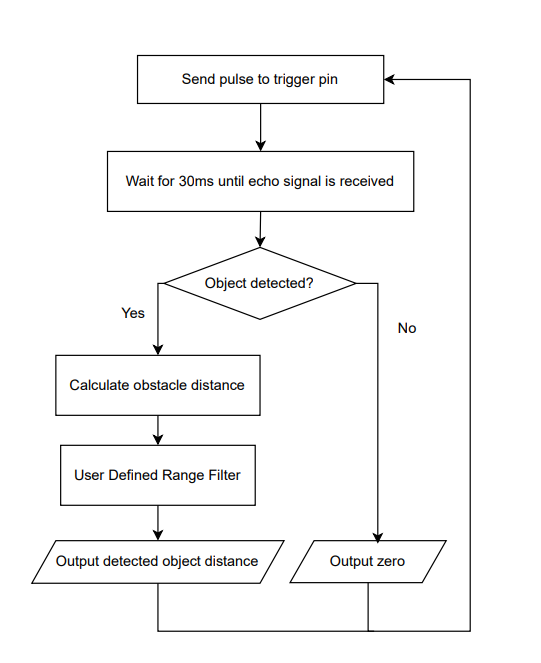 Send pulse to trigger pin
Wait for 30ms until echo signal is received
Object detected?
Yes
No
Calculate obstacle distance
User Defined Range Filter
Output detected object distance
Output zero